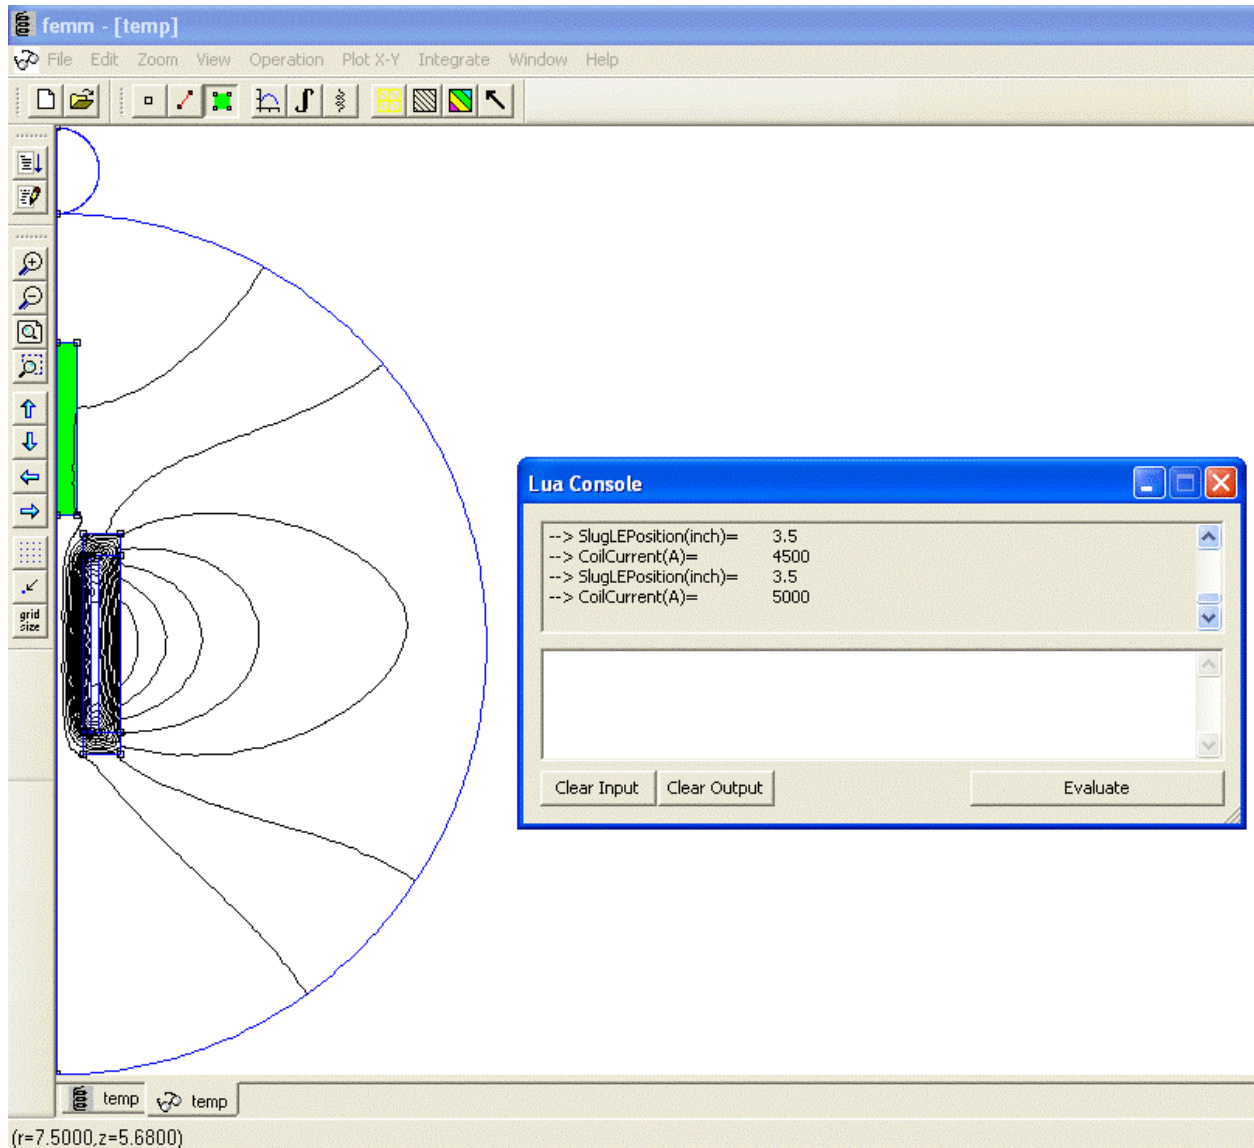 femm - [temp]
File Edit Zoom View Operation Plot X-Y Integrate Window Help
grid
size
Lua Console
--> SlugLEPosition(inch)= 3.5
--> CoilCurrent(A)= 4500
--> SlugLEPosition(inch)= 3.5
--> CoilCurrent(A)= 5000
Clear Input Clear Output Evaluate
temp temp
(r=7.5000,z=5.6800)